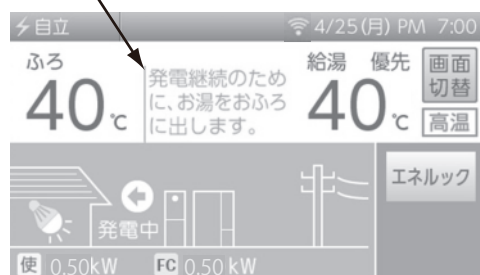 自立 4/25(月) PM 7:00
ふろ 40℃
発電継続のため
に、お湯をおふろ
に出します。
給湯 優先 40℃
画面
切替
高温
エネルック
発電中
使 0.50kW FC 0.50 kW